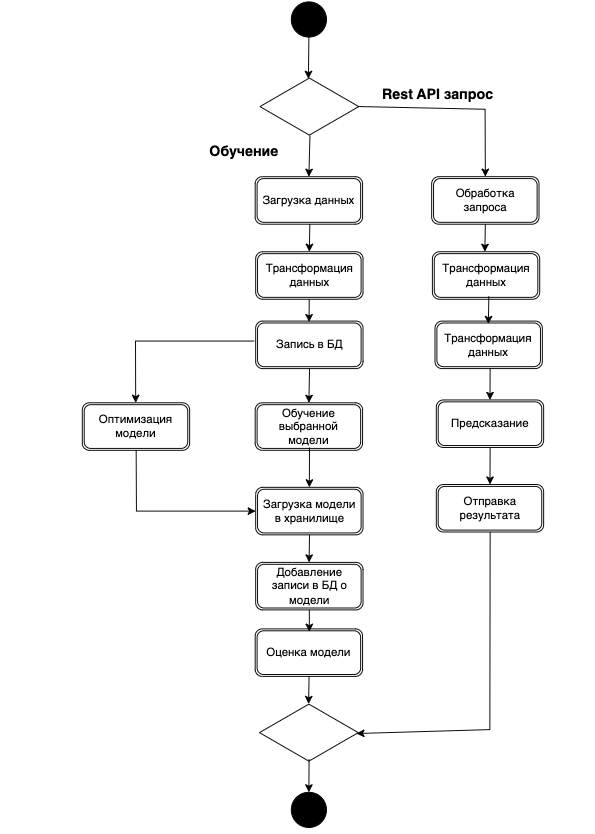 Rest API запрос
Обучение
Загрузка данных
Обработка
запроса
Трансформация
данных
Трансформация
данных
Запись в БД
Трансформация
данных
Оптимизация
модели
Обучение
выбранной
модели
Предсказание
Загрузка модели
в хранилище
Отправка
результата
Добавление
записи в БД о
модели
Оценка модели